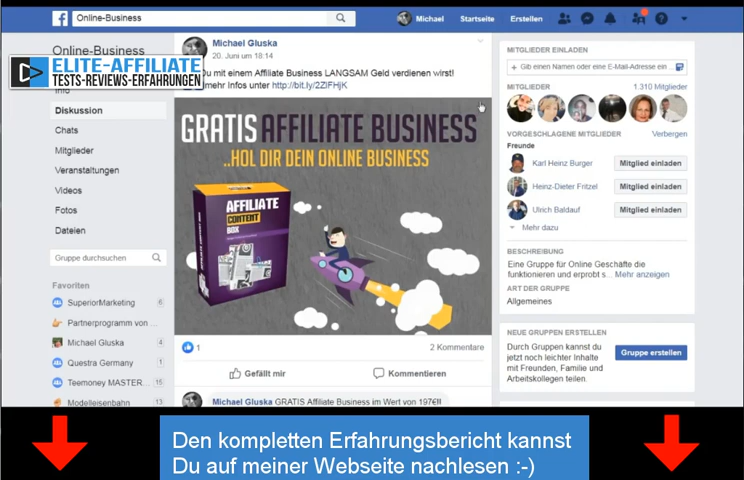 Online-Business
Michael
Startseite
Erstellen
Online-Business
ELITE-AFFILIATE
TESTS-REVIEWS-ERFAHRUNGEN
Info
Diskussion
Chats
Mitglieder
Veranstaltungen
Videos
Fotos
Dateien
Gruppe durchsuchen
Favoriten
SuperiorMarketing 6
Partnerprogramm von ...
Michael Gluska 4
Questra Germany 2
Teemoney MASTER... 15
Modelleisenbahn 13
Michael Gluska
20. Juni um 18:14
Du mit einem Affiliate Business LANGSAM Geld verdienen wirst!
mehr Infos unter http://bit.ly/2ZlFHjK
GRATIS AFFILIATE BUSINESS
..HOL DIR DEIN ONLINE BUSINESS
AFFILIATE
CONTENT
BOX
1
2 Kommentare
Gefällt mir
Kommentieren
Michael Gluska GRATIS Affiliate Business im Wert von 197€!!
MITGLIEDER EINLADEN
+ Gib einen Namen oder eine E-Mail-Adresse ein ...
MITGLIEDER 1.310 Mitglieder
VORGESCHLAGENE MITGLIEDER Verbergen
Freunde
Karl Heinz Burger Mitglied einladen
Heinz-Dieter Fritzel Mitglied einladen
Ulrich Baldauf Mitglied einladen
Mehr dazu
BESCHREIBUNG
Eine Gruppe für Online Geschäfte die
funktionieren und erprobt s... Mehr anzeigen
ART DER GRUPPE
Allgemeines
NEUE GRUPPEN ERSTELLEN
Durch Gruppen kannst du
jetzt noch leichter Inhalte
mit Freunden, Familie und
Arbeitskollegen teilen.
Gruppe erstellen
Den kompletten Erfahrungsbericht kannst
Du auf meiner Webseite nachlesen :-)